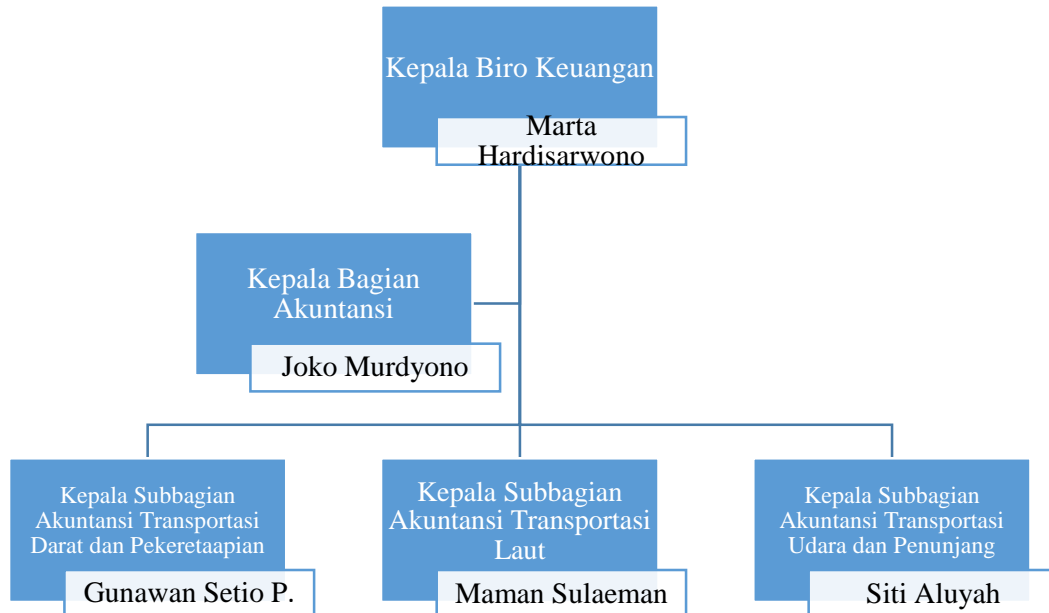 Kepala Biro Keuangan
Marta
Hardisarwono
Kepala Bagian
Akuntansi
Joko Murdyono
Kepala Subbagian
Akuntansi Transportasi
Darat dan Pekeretaapian
Gunawan Setio P.
Kepala Subbagian
Akuntansi Transportasi
Laut
Maman Sulaeman
Kepala Subbagian
Akuntansi Transportasi
Udara dan Penunjang
Siti Aluyah